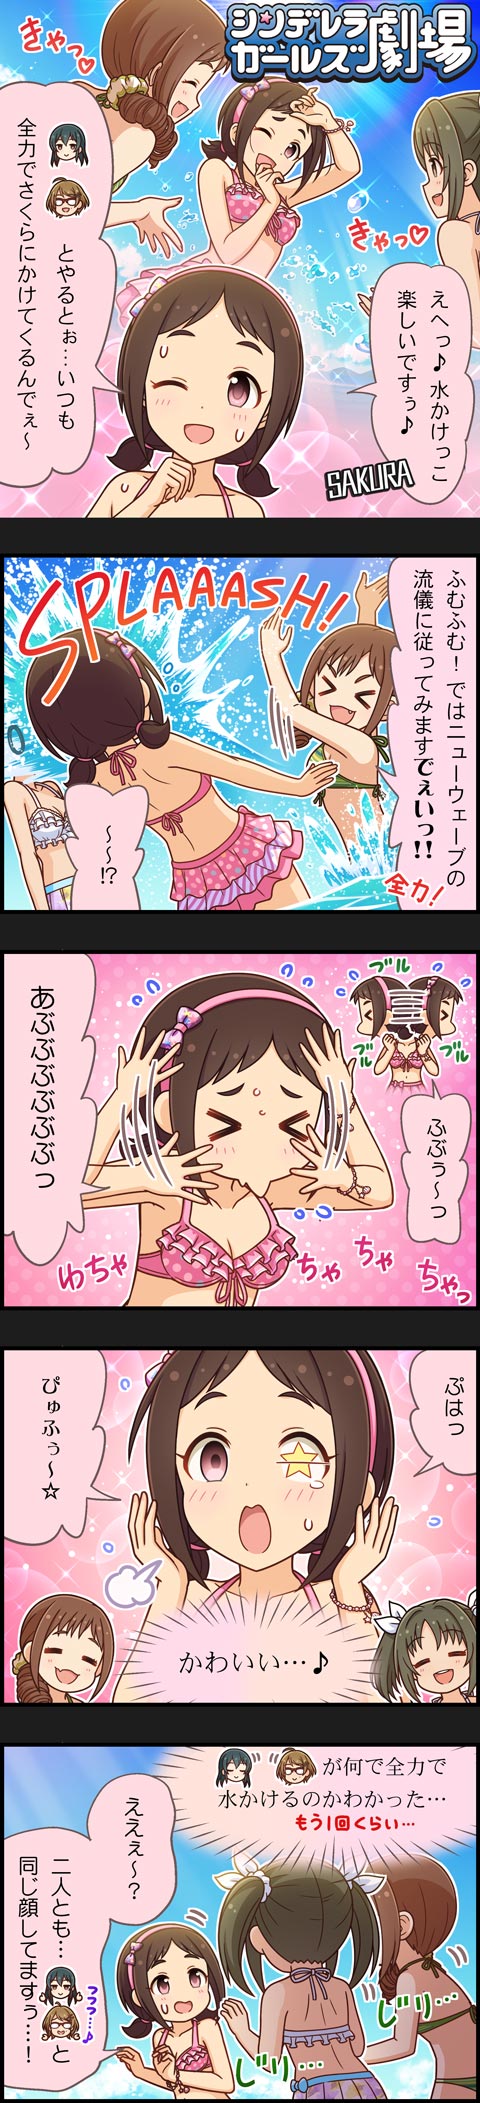 シンデレラ
ガールズ劇場
きゃっ♡
きゃっ♡
えへっ♪水かけっこ
楽しいですぅ♪
とやるとぉ…いつも
全力でさくらにかけてくるんでぇ～
SAKURA
SPLAAASH!
ふむふむ！ではニューウェーブの
流儀に従ってみますでぇいっ!!
全力!
～～!?
ブル
ブル
ブル
ふぶぅ～っ
あぶぶぶぶぶぶっ
ゆちゃ
ちゃ
ちゃ
ちゃっ
ぷはっ
ぴゅふぅ～☆
かわいい…♪
が何で全力で
水かけるのかわかった…
もう1回くらい…
えええ～?
二人とも…
と
同じ顔してますぅ…！
フフフ…♪
じり…
じり…